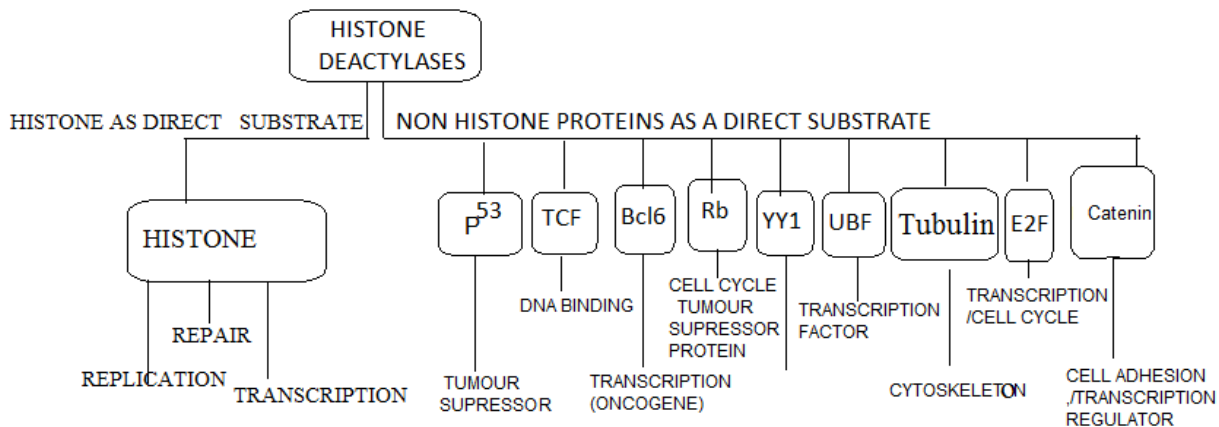 HISTONE
DEACTYLASES
HISTONE AS DIRECT SUBSTRATE
NON HISTONE PROTEINS AS A DIRECT SUBSTRATE
HISTONE
REPLICATION
REPAIR
TRANSCRIPTION
P53
TUMOUR
SUPRESSOR
TCF
DNA BINDING
Bcl6
TRANSCRIPTION
(ONCOGENE)
Rb
CELL CYCLE
TUMOUR
SUPRESSOR
PROTEIN
YY1
UBF
TRANSCRIPTION
FACTOR
Tubulin
CYTOSKELETON
E2F
TRANSCRIPTION
/CELL CYCLE
Catenin
CELL ADHESION
,/TRANSCRIPTION
REGULATOR